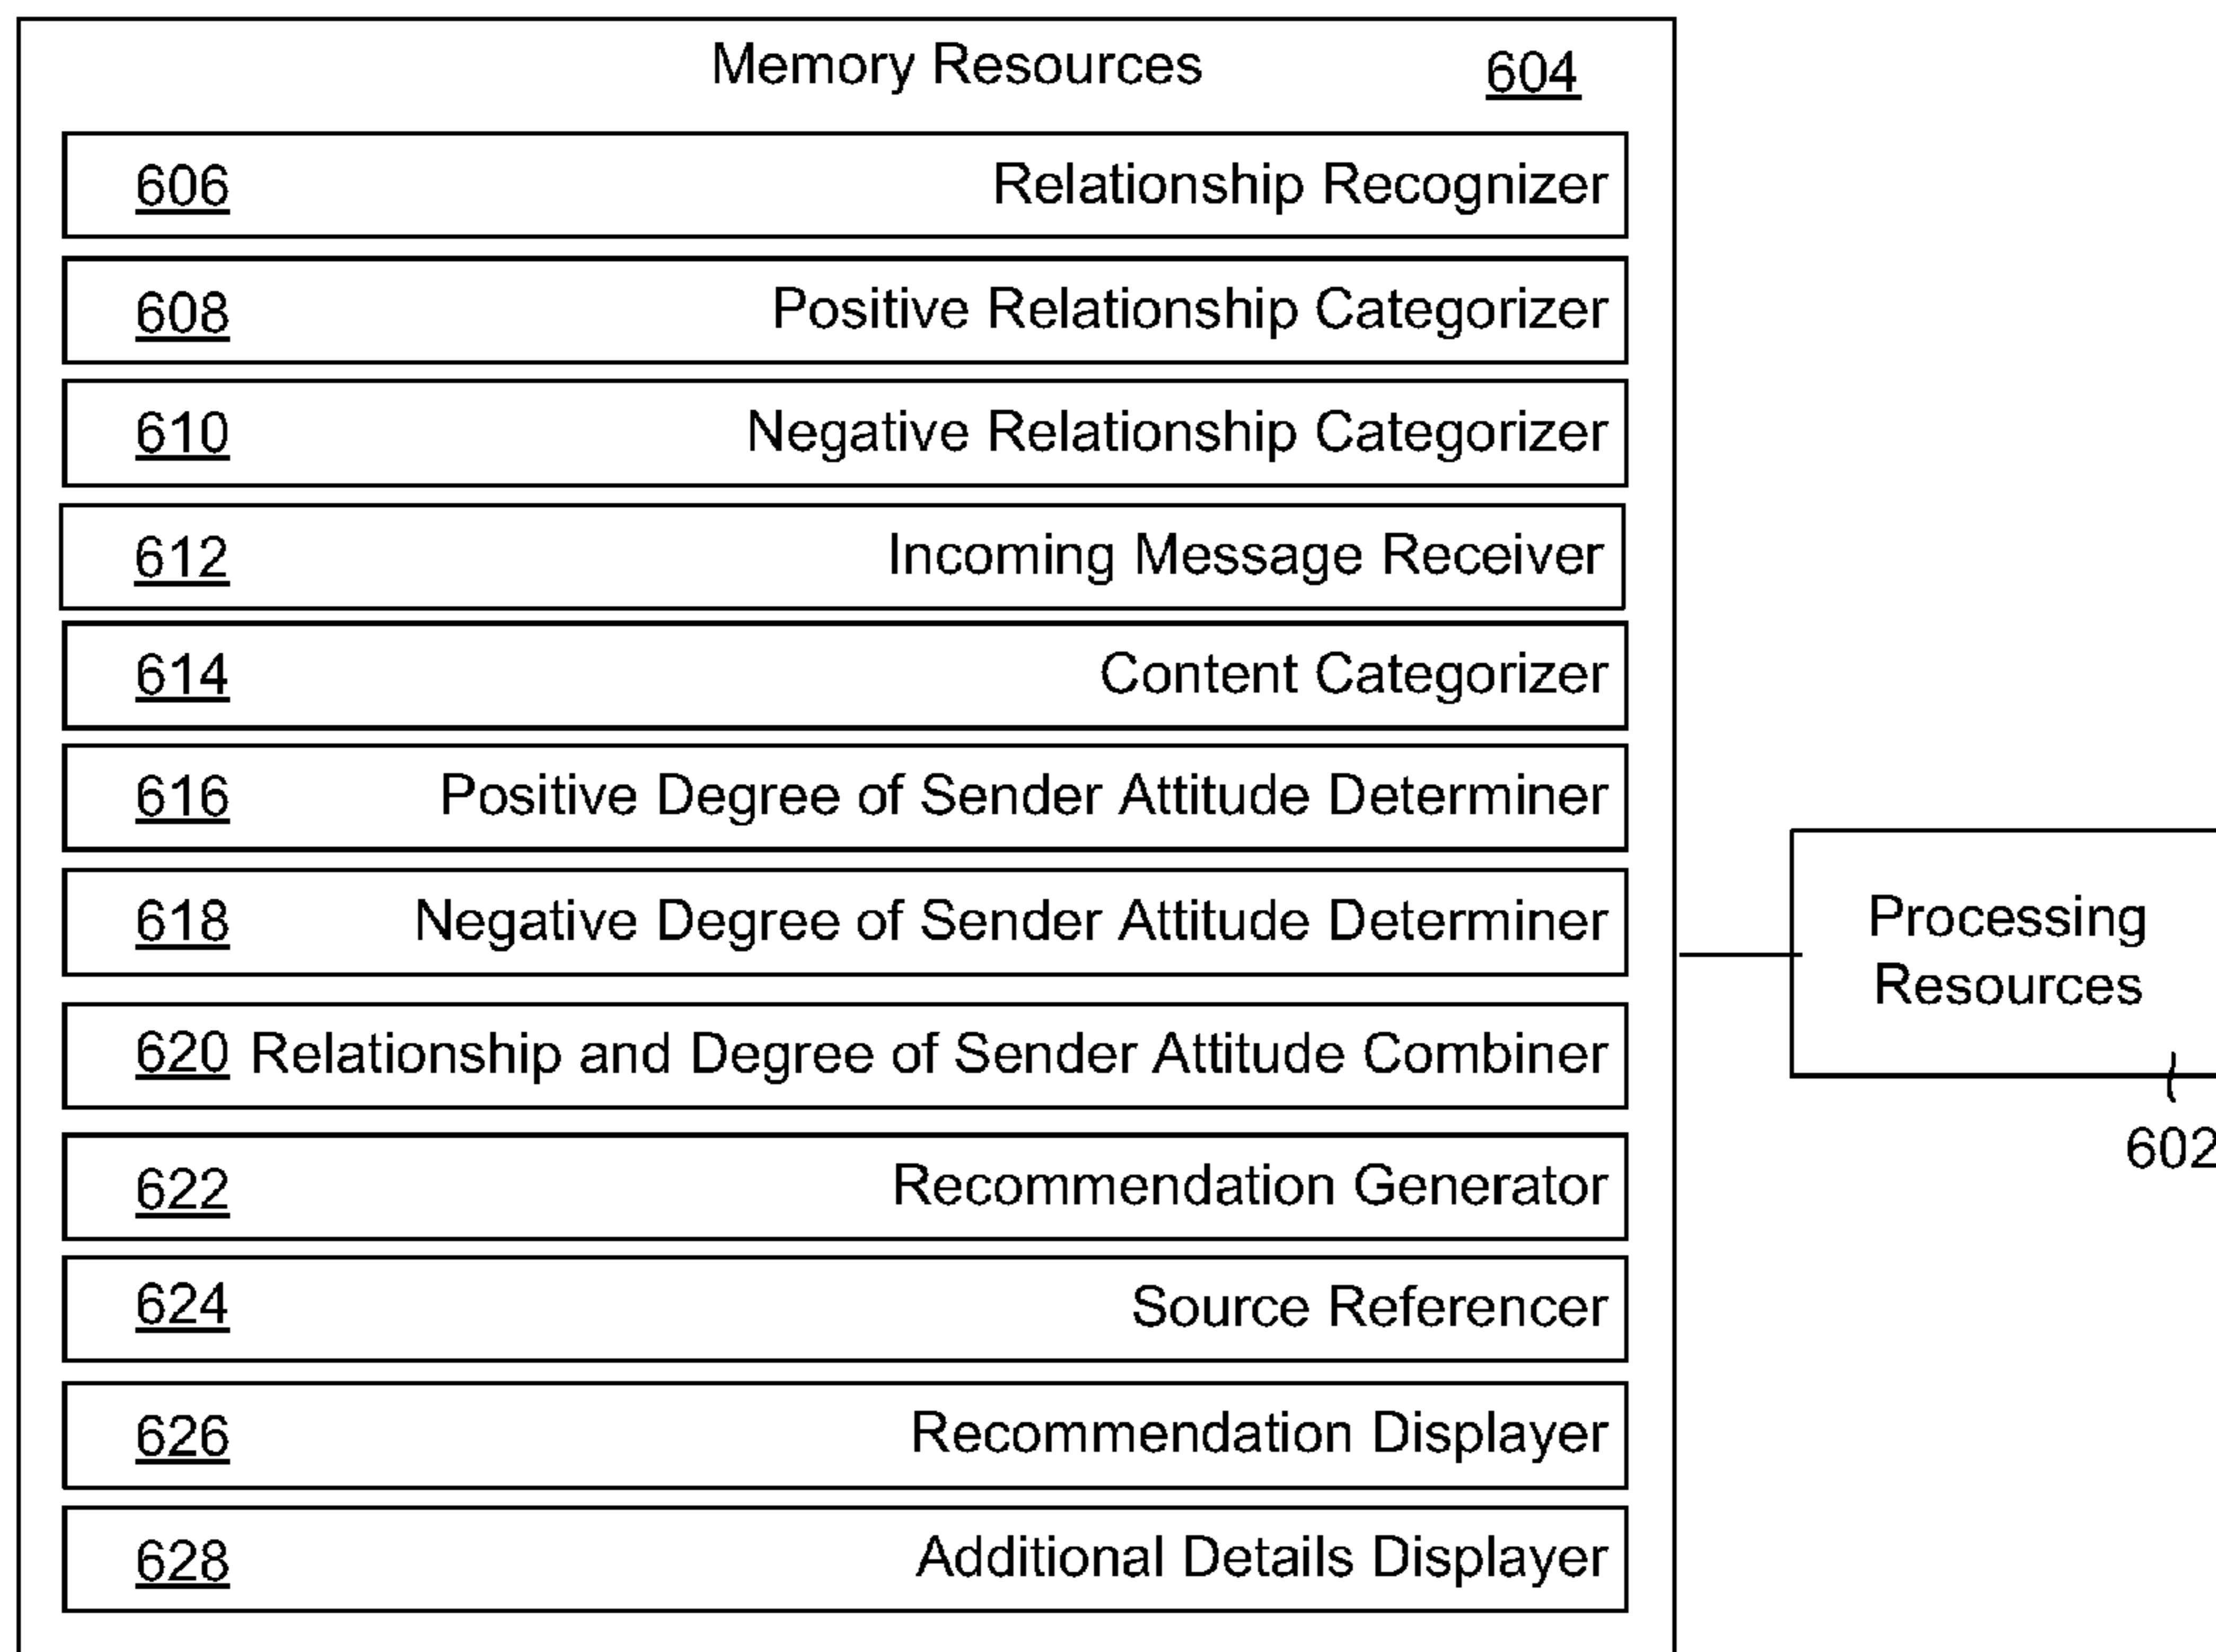 Memory Resources 604
606 Relationship Recognizer
608 Positive Relationship Categorizer
610 Negative Relationship Categorizer
612 Incoming Message Receiver
614 Content Categorizer
616 Positive Degree of Sender Attitude Determiner
618 Negative Degree of Sender Attitude Determiner
620 Relationship and Degree of Sender Attitude Combiner
622 Recommendation Generator
624 Source Referencer
626 Recommendation Displayer
628 Additional Details Displayer
Processing
Resources
602